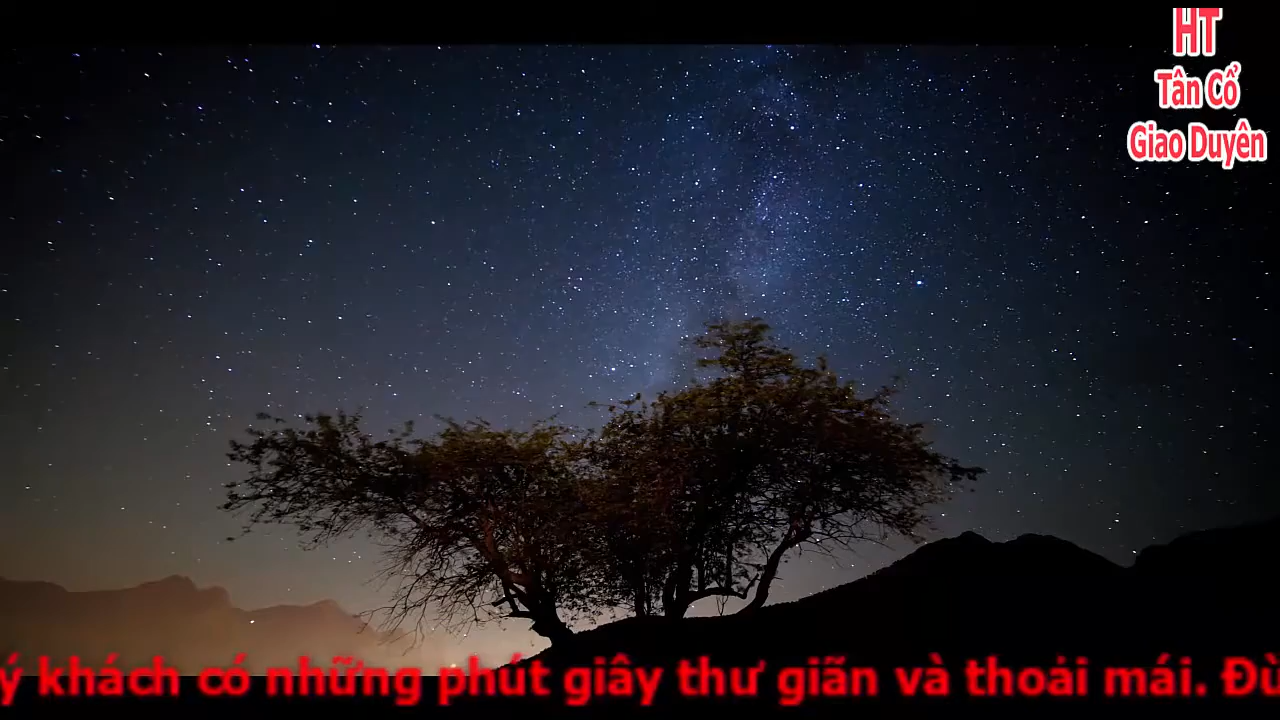 HT
Tân Cổ
Giao Duyên
ý khách có những phút giây thư giãn và thoải mái.